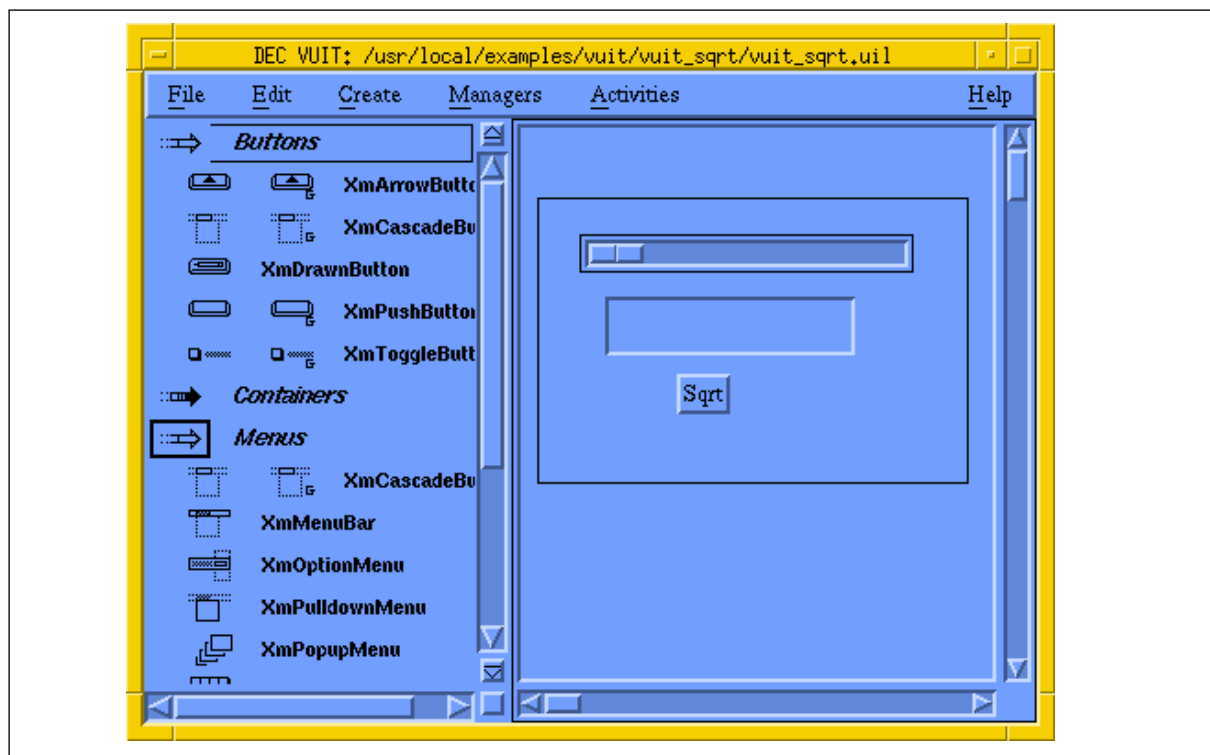 DEC VUIT: /usr/local/examples/vuit/vuit_sqrt/vuit_sqrt.uil
File Edit Create Managers Activities Help
Buttons
XmArrowButto
G
XmCascadeBu
G
XmDrawnButton
XmPushButton
G
XmToggleButt
G
Containers
Menus
XmCascadeBu
G
XmMenuBar
XmOptionMenu
XmPulldownMenu
XmPopupMenu
Sqrt